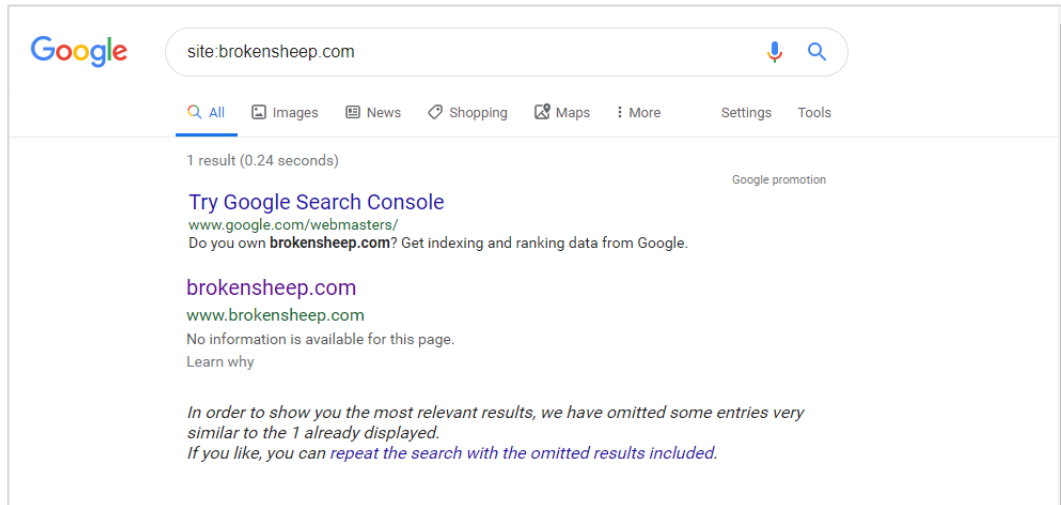 Google
site:brokensheep.com
All Images News Shopping Maps More Settings Tools
1 result (0.24 seconds)
Google promotion
Try Google Search Console
www.google.com/webmasters/
Do you own brokensheep.com? Get indexing and ranking data from Google.
brokensheep.com
www.brokensheep.com
No information is available for this page.
Learn why
In order to show you the most relevant results, we have omitted some entries very
similar to the 1 already displayed.
If you like, you can repeat the search with the omitted results included.